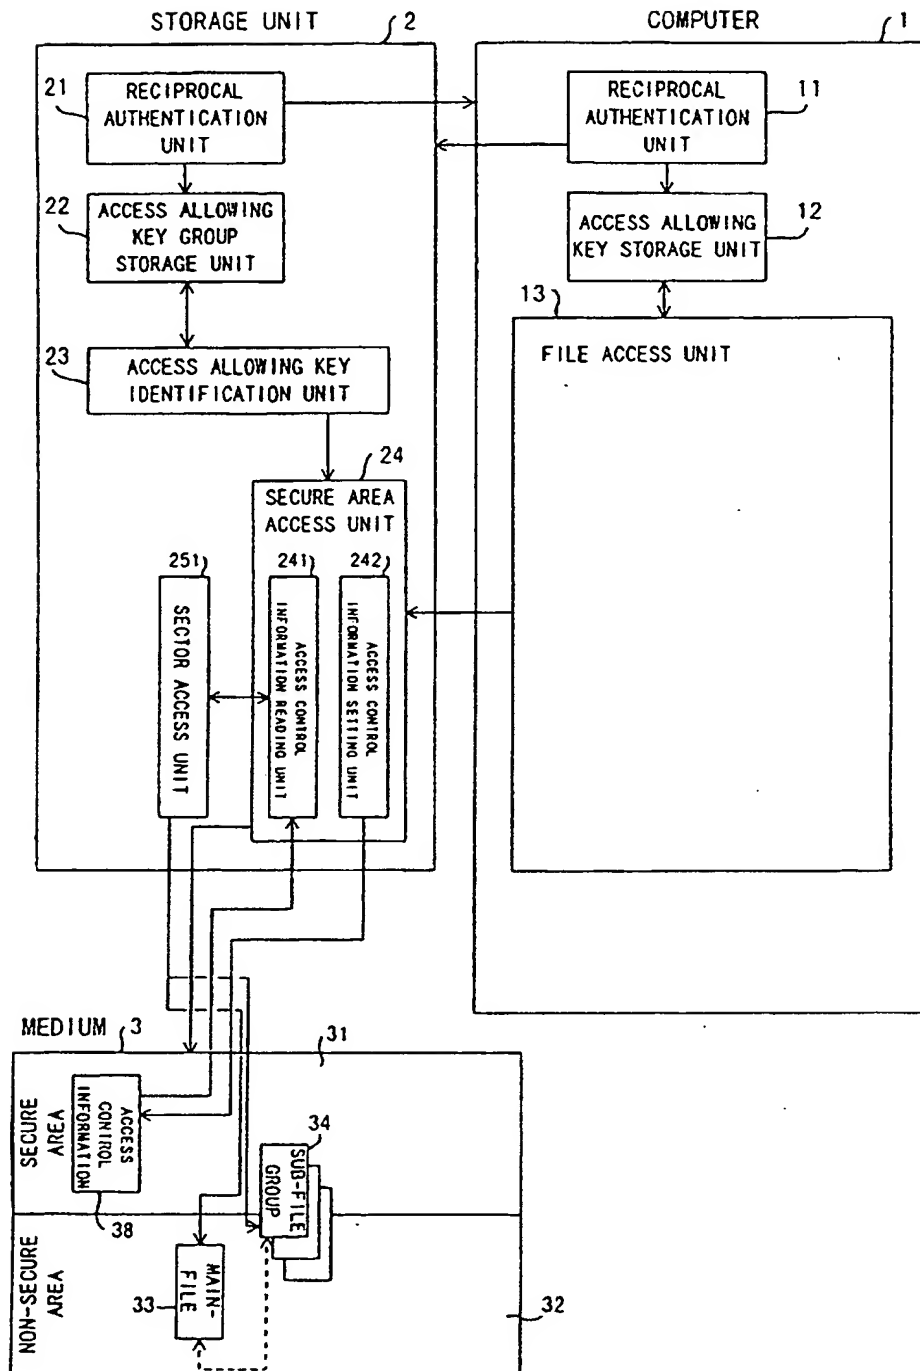 STORAGE UNIT
2
COMPUTER
1
21
RECIPROCAL
AUTHENTICATION
UNIT
RECIPROCAL
AUTHENTICATION
UNIT
11
22
ACCESS ALLOWING
KEY GROUP
STORAGE UNIT
ACCESS ALLOWING
KEY STORAGE UNIT
12
13
FILE ACCESS UNIT
23
ACCESS ALLOWING KEY
IDENTIFICATION UNIT
24
SECURE AREA
ACCESS UNIT
251
241
242
SECTOR ACCESS UNIT
ACCESS CONTROL
INFORMATION READING UNIT
ACCESS CONTROL
INFORMATION SETTING UNIT
MEDIUM
3
31
SECURE
AREA
ACCESS
CONTROL
INFORMATION
38
34
SUB-FILE
GROUP
NON-SECURE
AREA
33
MAIN-
FILE
32